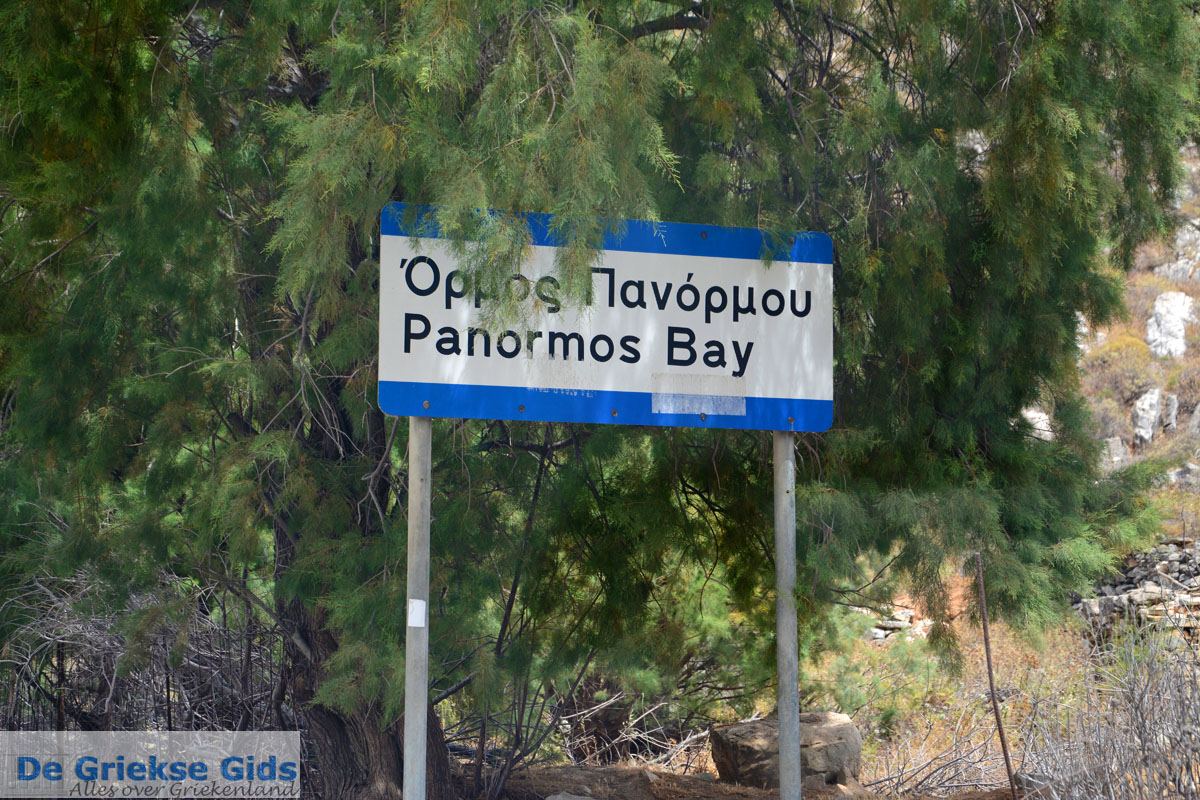 Όρμος Πανόρμου
Panormos Bay
De Griekse Gids
Alles over Griekenland